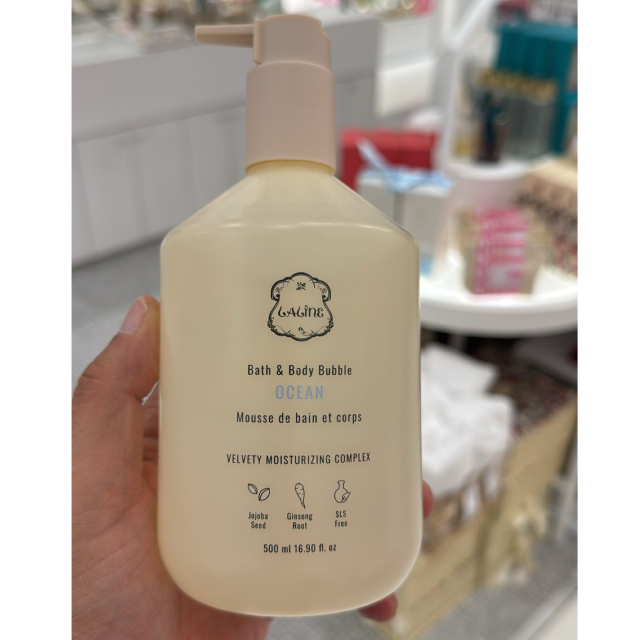 LALINE
Bath & Body Bubble
OCEAN
Mousse de bain et corps
VELVETY MOISTURIZING COMPLEX
Jojoba Seed
Ginseng Root
SLS Free
500 ml 16.90 fl. oz